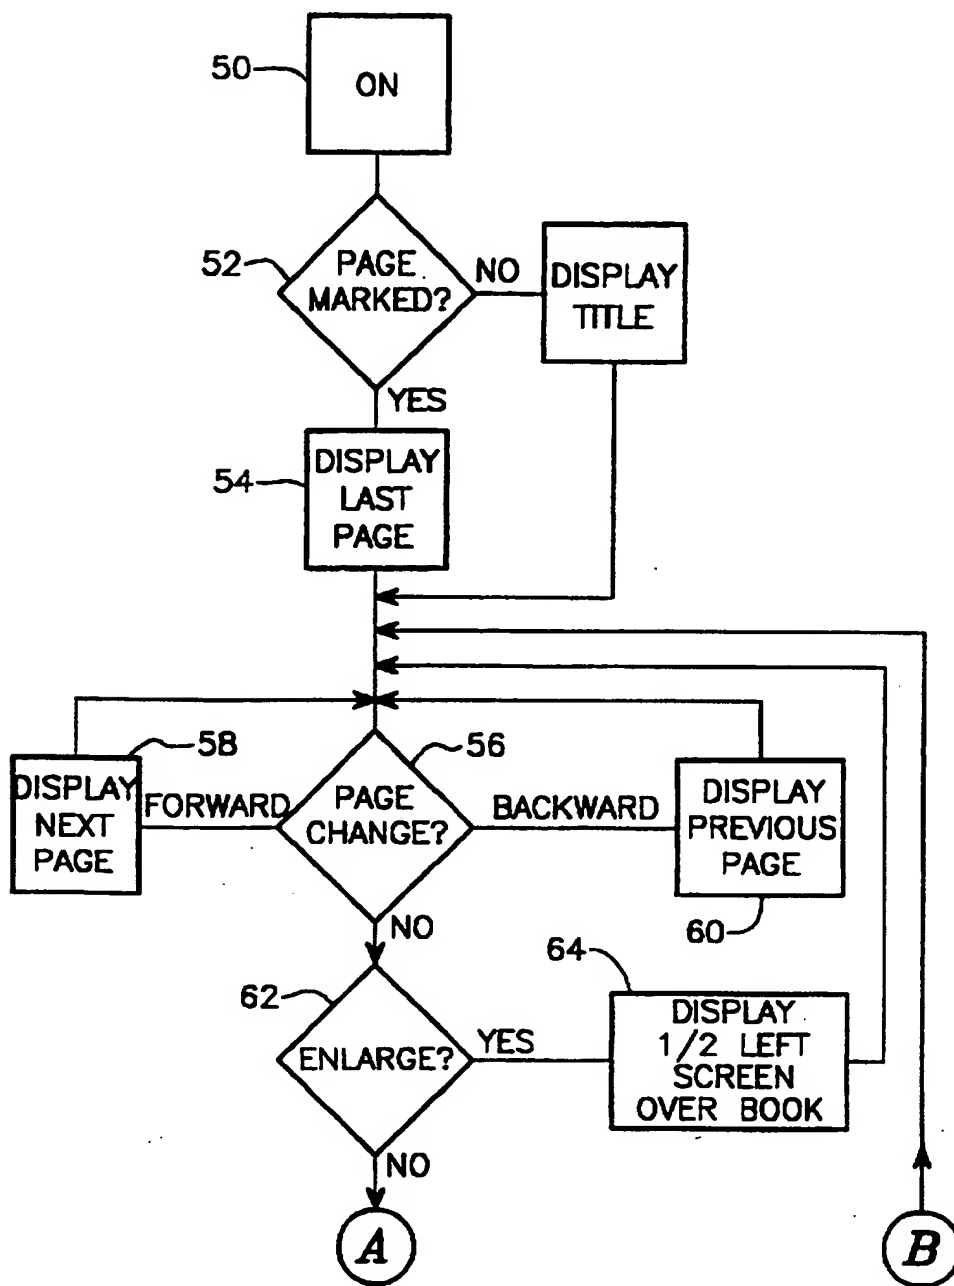 50
ON
52
PAGE
MARKED?
NO
DISPLAY
TITLE
YES
54
DISPLAY
LAST
PAGE
58
56
DISPLAY
NEXT
PAGE
FORWARD
PAGE
CHANGE?
BACKWARD
DISPLAY
PREVIOUS
PAGE
60
NO
62
64
ENLARGE?
YES
DISPLAY
1/2 LEFT
SCREEN
OVER BOOK
NO
A
B